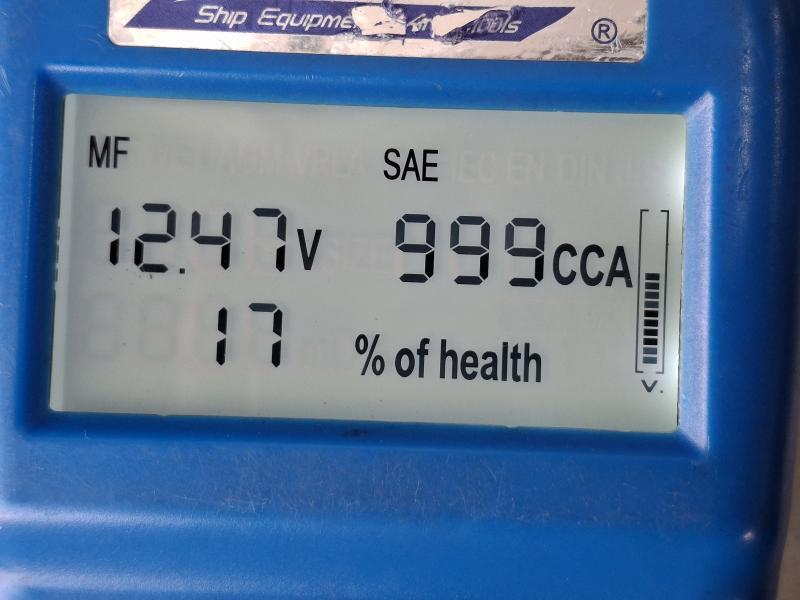 Ship Equipme
®
MF
SAE
12.47V 999CCA
17 % of health
V.